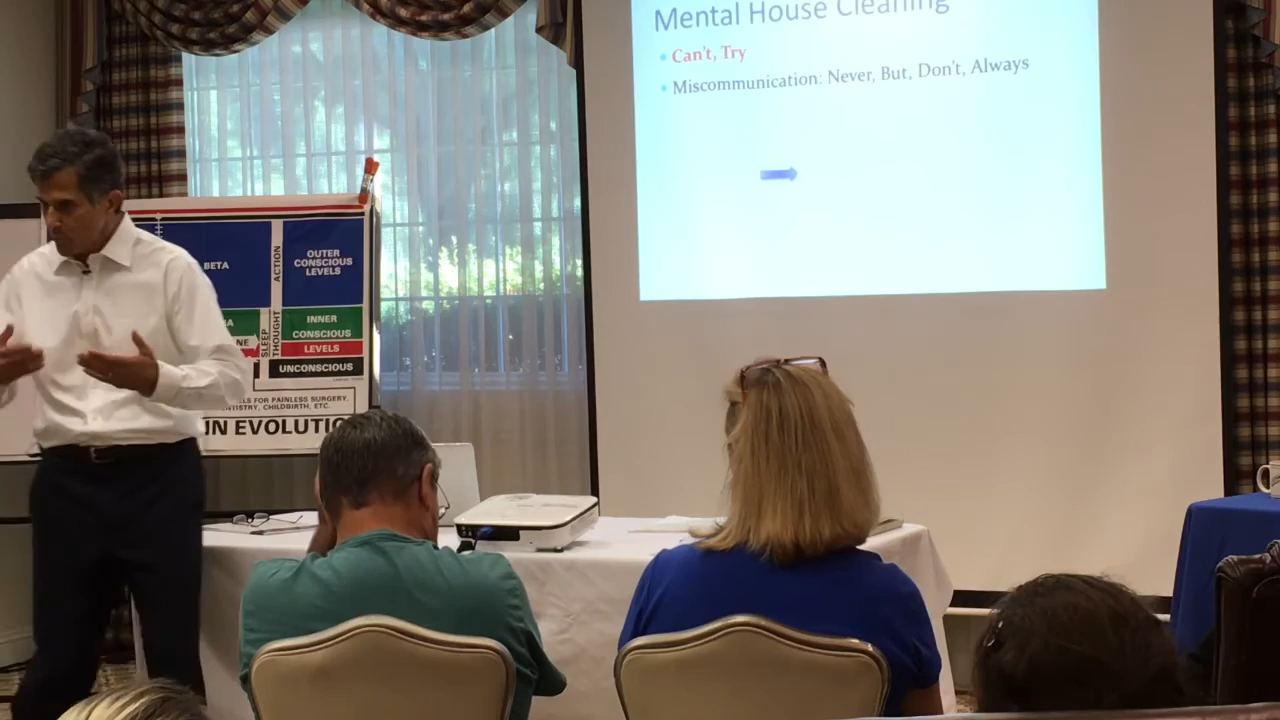 Mental House Cleaning
• Can't, Try
• Miscommunication: Never, But, Don't, Always
BETA
ACTION
OUTER
CONSCIOUS
LEVELS
SLEEP
THOUGHT
INNER
CONSCIOUS
LEVELS
UNCONSCIOUS
FOR PAINLESS SURGERY,
CHILDBIRTH, ETC.
IN EVOLUTIO